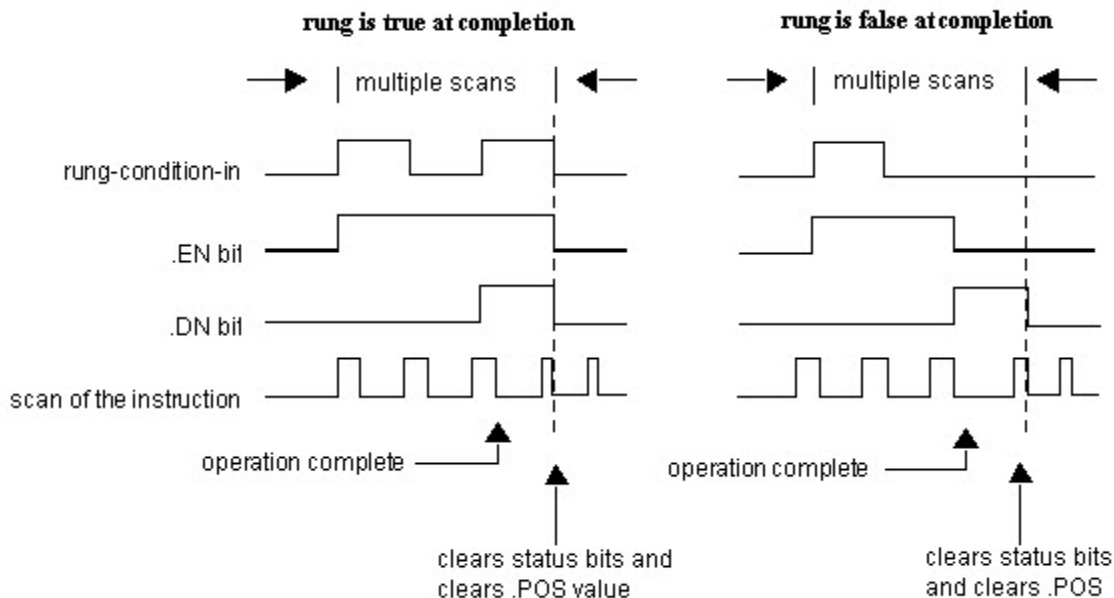 rung is true at completion
rung is false at completion
multiple scans
multiple scans
rung-condition-in
.EN bit
.DN bit
scan of the instruction
operation complete
operation complete
clears status bits and
clears .POS value
clears status bits
and clears .POS